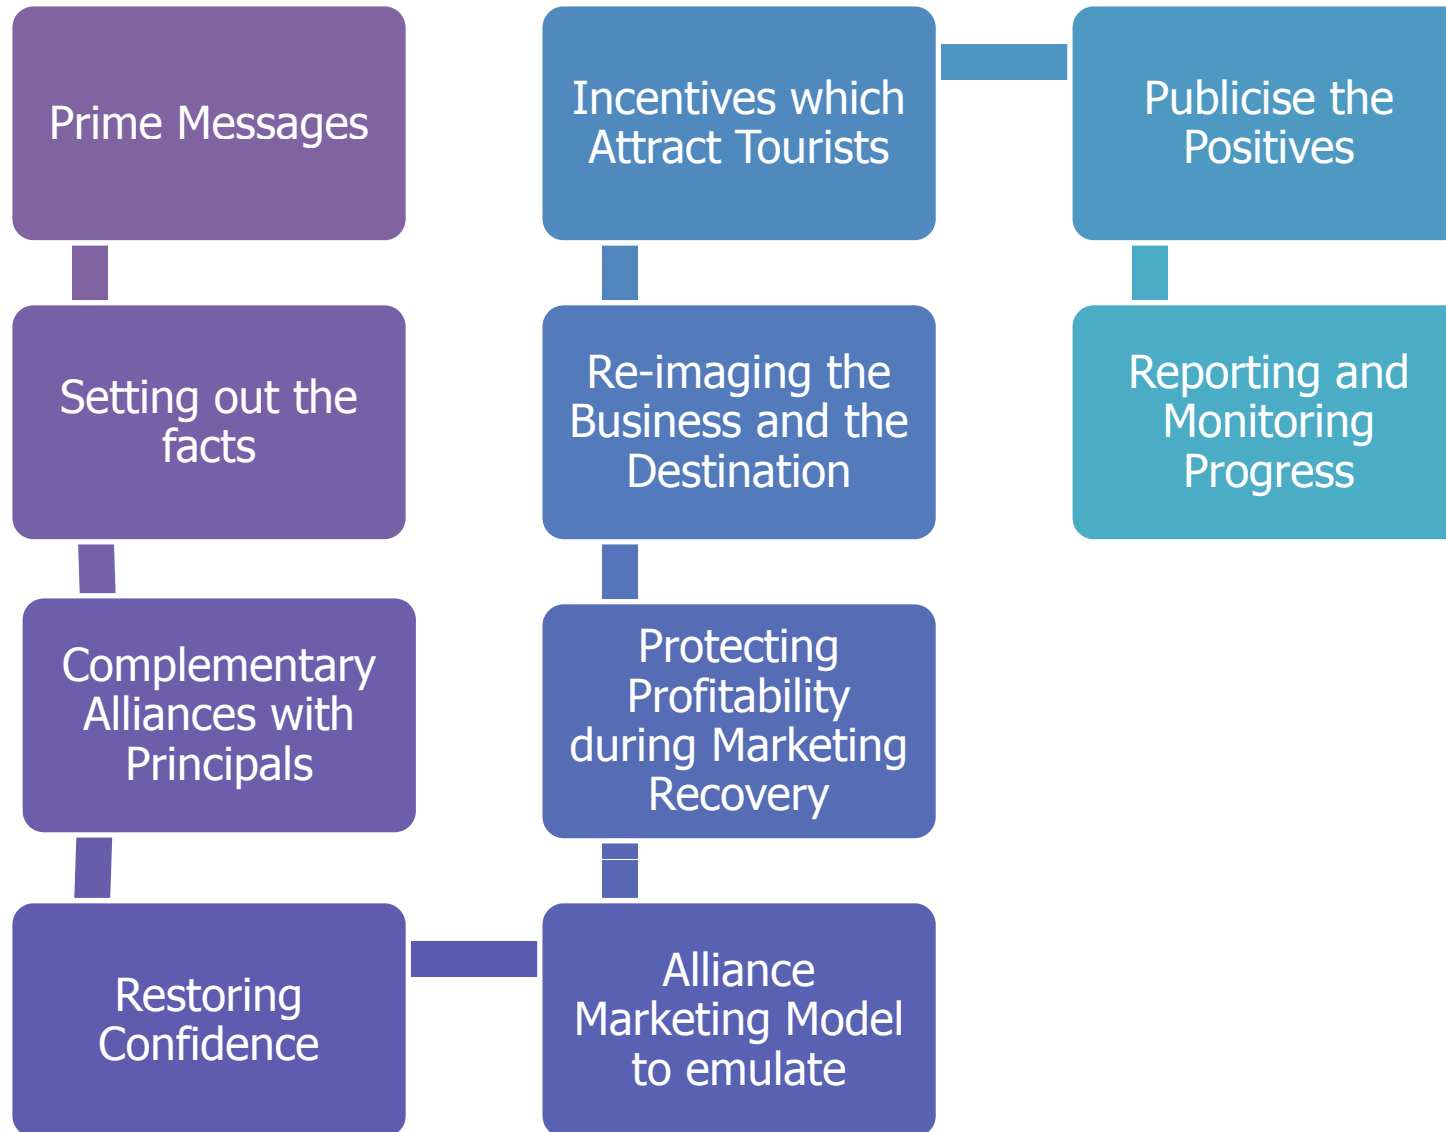 Prime Messages
Setting out the
facts
Complementary
Alliances with
Principals
Restoring
Confidence
Alliance
Marketing Model
to emulate
Protecting
Profitability
during Marketing
Recovery
Re-imaging the
Business and the
Destination
Incentives which
Attract Tourists
Publicise the
Positives
Reporting and
Monitoring
Progress